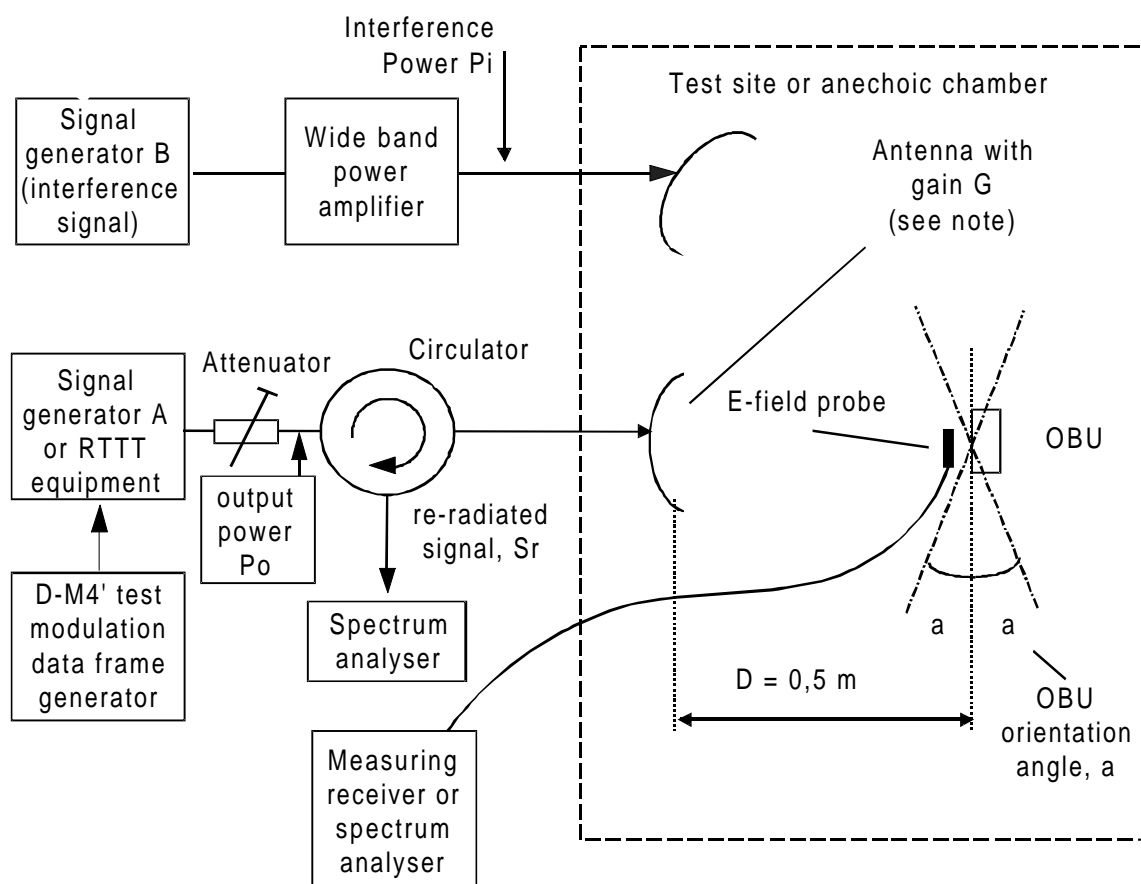 Interference
Power Pi
Test site or anechoic chamber
Signal
generator B
(interference
signal)
Wide band
power
amplifier
Antenna with
gain G
(see note)
Attenuator
Circulator
Signal
generator A
or RTTT
equipment
E-field probe
OBU
output
power
Po
re-radiated
signal, Sr
D-M4' test
modulation
data frame
generator
Spectrum
analyser
a
a
D = 0,5 m
OBU
orientation
angle, a
Measuring
receiver or
spectrum
analyser